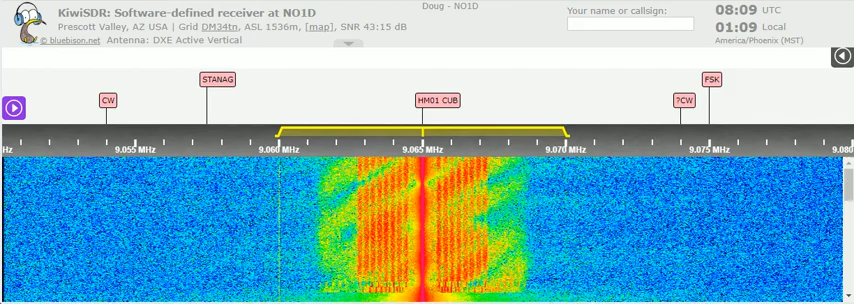 KiwiSDR: Software-defined receiver at NO1D
Prescott Valley, AZ USA | Grid DM34tn, ASL 1536m, [map], SNR 43:15 dB
© bluebison.net Antenna: DXE Active Vertical
Doug - NO1D
Your name or callsign:
08:09 UTC
01:09 Local
America/Phoenix (MST)
STANAG
FSK
CW
HM01 CUB
?CW
Hz 9.055 MHz 9.060 MHz 9.065 MHz 9.070 MHz 9.075 MHz 9.080